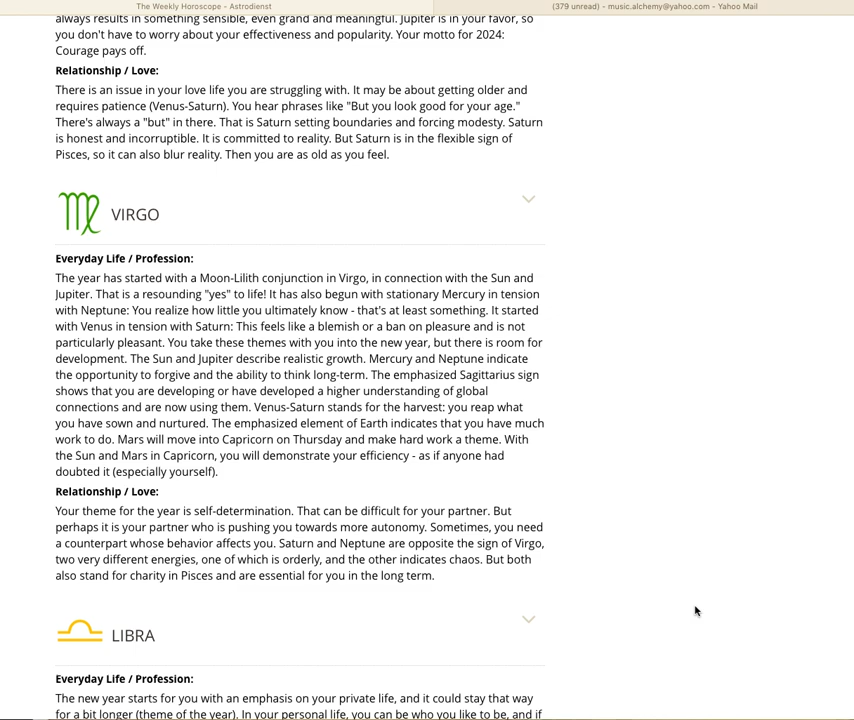 The Weekly Horoscope - Astrodienst
(379 unread) - music.alchemy@yahoo.com - Yahoo Mail
always results in something sensible, even grand and meaningful. Jupiter is in your favor, so
you don't have to worry about your effectiveness and popularity. Your motto for 2024:
Courage pays off.
Relationship / Love:
There is an issue in your love life you are struggling with. It may be about getting older and
requires patience (Venus-Saturn). You hear phrases like "But you look good for your age."
There's always a "but" in there. That is Saturn setting boundaries and forcing modesty. Saturn
is honest and incorruptible. It is committed to reality. But Saturn is in the flexible sign of
Pisces, so it can also blur reality. Then you are as old as you feel.
VIRGO
Everyday Life / Profession:
The year has started with a Moon-Lilith conjunction in Virgo, in connection with the Sun and
Jupiter. That is a resounding "yes" to life! It has also begun with stationary Mercury in tension
with Neptune: You realize how little you ultimately know - that's at least something. It started
with Venus in tension with Saturn: This feels like a blemish or a ban on pleasure and is not
particularly pleasant. You take these themes with you into the new year, but there is room for
development. The Sun and Jupiter describe realistic growth. Mercury and Neptune indicate
the opportunity to forgive and the ability to think long-term. The emphasized Sagittarius sign
shows that you are developing or have developed a higher understanding of global
connections and are now using them. Venus-Saturn stands for the harvest: you reap what
you have sown and nurtured. The emphasized element of Earth indicates that you have much
work to do. Mars will move into Capricorn on Thursday and make hard work a theme. With
the Sun and Mars in Capricorn, you will demonstrate your efficiency - as if anyone had
doubted it (especially yourself).
Relationship / Love:
Your theme for the year is self-determination. That can be difficult for your partner. But
perhaps it is your partner who is pushing you towards more autonomy. Sometimes, you need
a counterpart whose behavior affects you. Saturn and Neptune are opposite the sign of Virgo,
two very different energies, one of which is orderly, and the other indicates chaos. But both
also stand for charity in Pisces and are essential for you in the long term.
LIBRA
Everyday Life / Profession:
The new year starts for you with an emphasis on your private life, and it could stay that way
for a bit longer (theme of the year). In your personal life, you can be who you like to be, and if